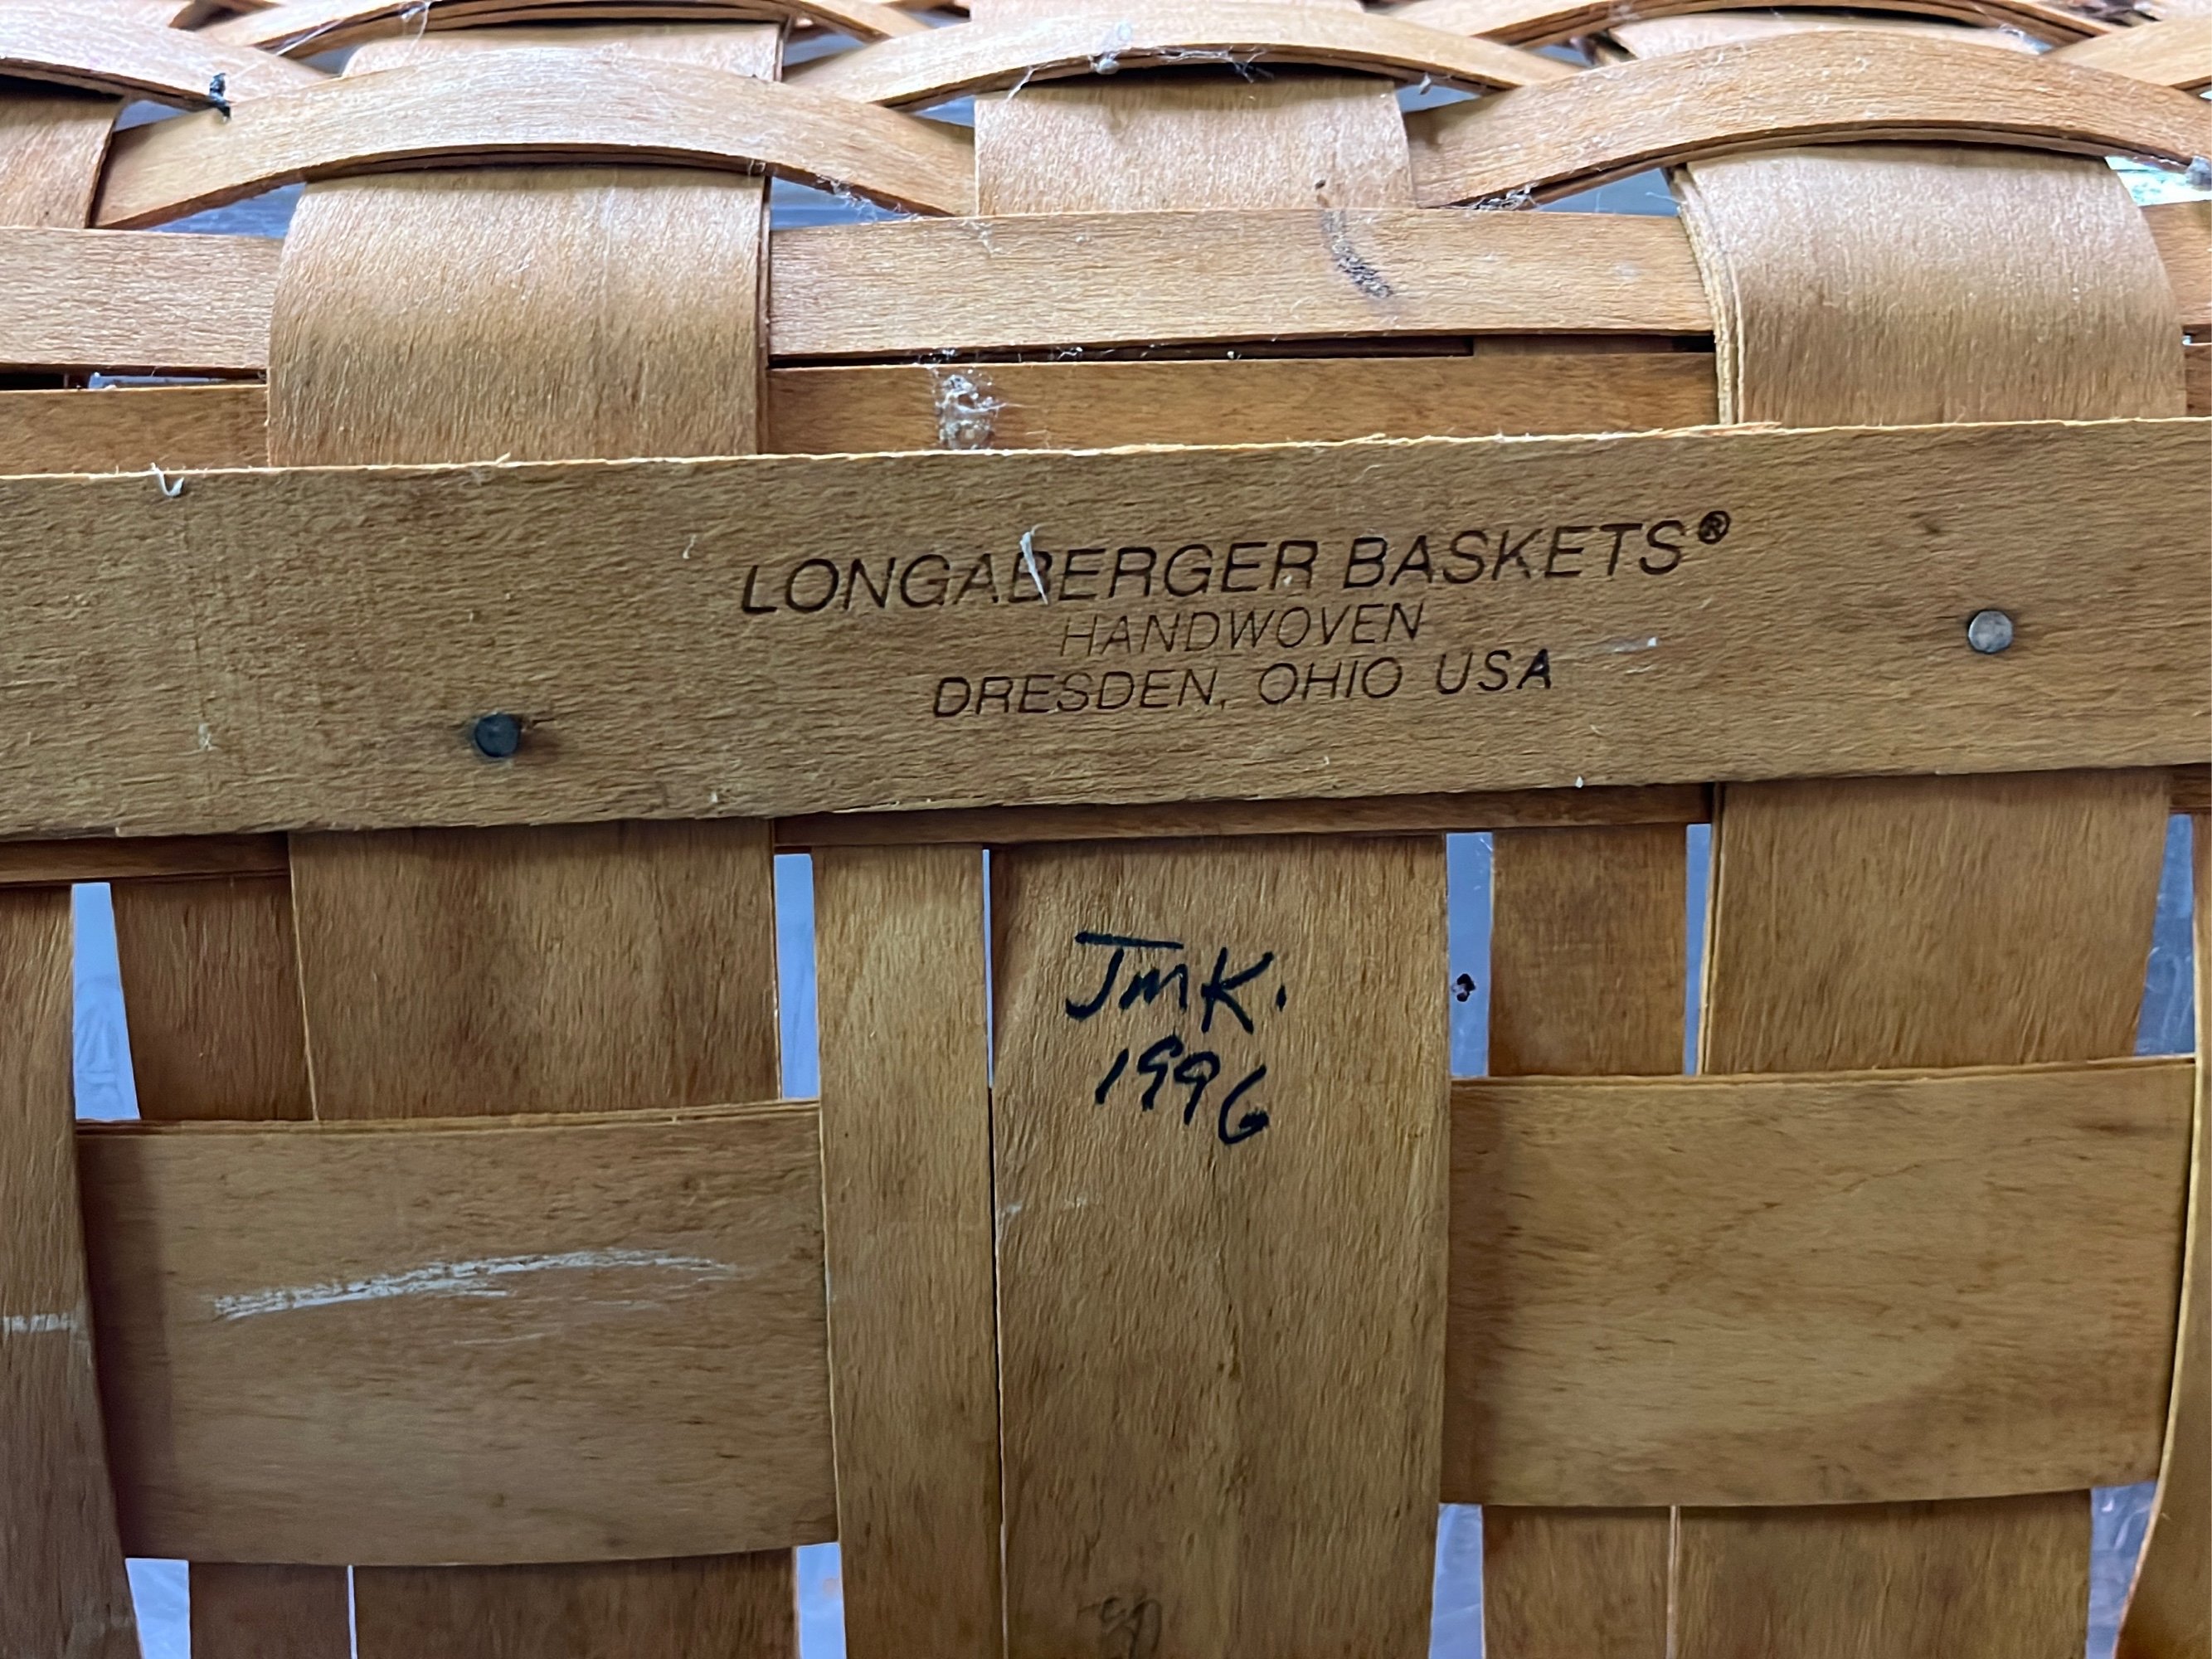 LONGABERGER BASKETS®
HANDWOVEN
DRESDEN, OHIO USA
JmK.
1996